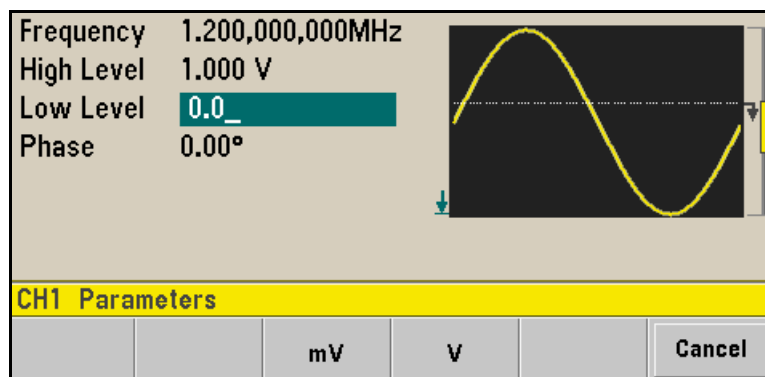 Frequency 1.200,000,000MHz
High Level 1.000 V
Low Level 0.0_
Phase 0.00°
CH1 Parameters
mV V Cancel